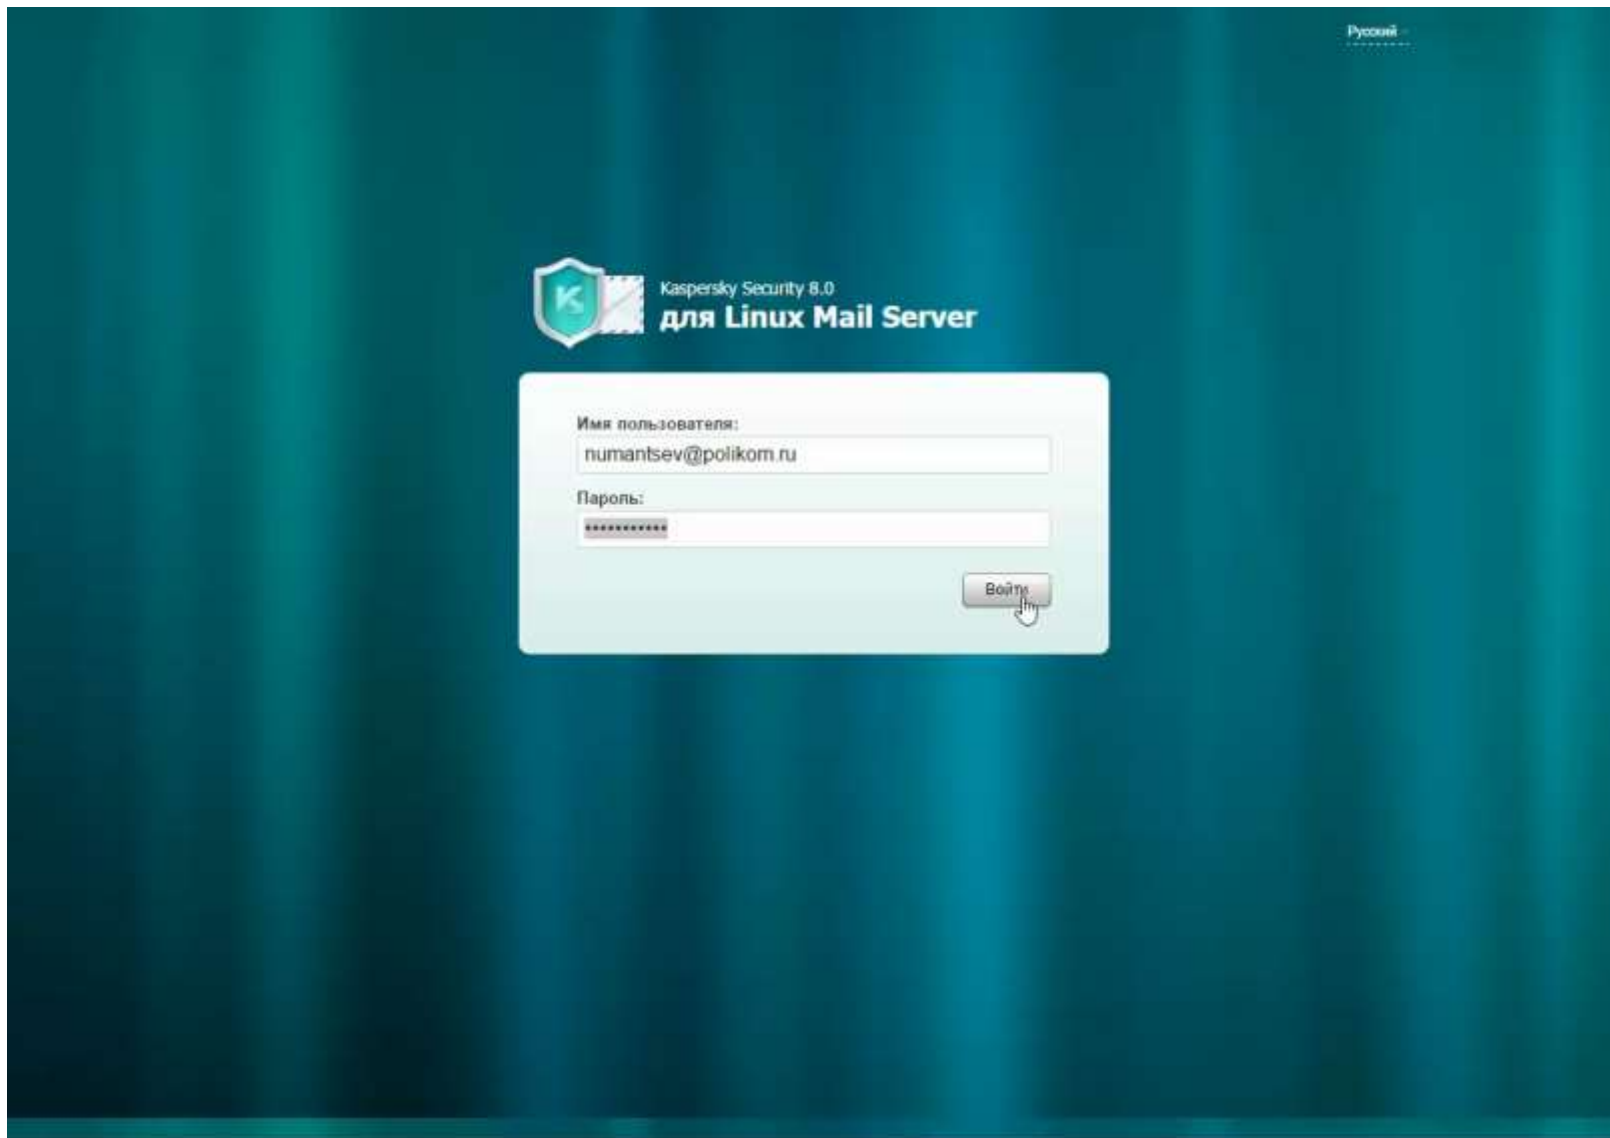 Русский
Kaspersky Security 8.0
для Linux Mail Server
Имя пользователя:
numantsev@polikom.ru
Пароль:
•••••••••••
Войти